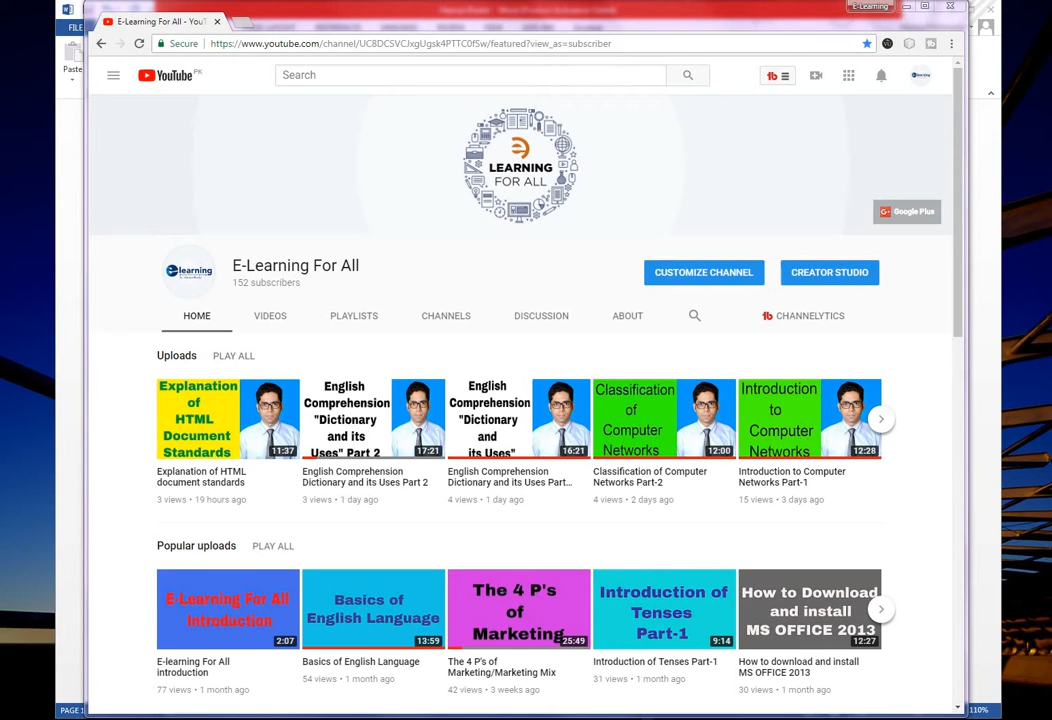 E-Learning
FILE
E-Learning For All - YouT
Paste
Secure
https://www.youtube.com/channel/UC8DCSVCJxgUgsk4PTTC0fSw/featured?view_as=subscriber
YouTube PK
Search
LEARNING
FOR ALL
Google Plus
elearning
E-Learning For All
152 subscribers
CUSTOMIZE CHANNEL
CREATOR STUDIO
HOME VIDEOS PLAYLISTS CHANNELS DISCUSSION ABOUT CHANNELYTICS
Uploads PLAY ALL
Explanation
of
HTML
Document
Standards
11:37
English
Comprehension
"Dictionary
and its
Uses" Part 2
17:21
English
Comprehension
"Dictionary
and
its Uses"
16:21
Classification
of
Computer
Networks
12:00
Introduction
to
Computer
Networks
12:28
Explanation of HTML
document standards
3 views • 19 hours ago
English Comprehension
Dictionary and its Uses Part 2
3 views • 1 day ago
English Comprehension
Dictionary and its Uses Part...
4 views • 1 day ago
Classification of Computer
Networks Part-2
4 views • 2 days ago
Introduction to Computer
Networks Part-1
15 views • 3 days ago
Popular uploads PLAY ALL
E-Learning For All
Introduction
2:07
Basics of
English Language
13:59
The 4 P's
of
Marketing
25:49
Introduction of
Tenses
Part-1
9:14
How to Download
and install
MS OFFICE 2013
12:27
E-learning For All
introduction
77 views • 1 month ago
Basics of English Language
54 views • 1 month ago
The 4 P's of
Marketing/Marketing Mix
42 views • 3 weeks ago
Introduction of Tenses Part-1
31 views • 1 month ago
How to download and install
MS OFFICE 2013
30 views • 1 month ago
PAGE 1
110%